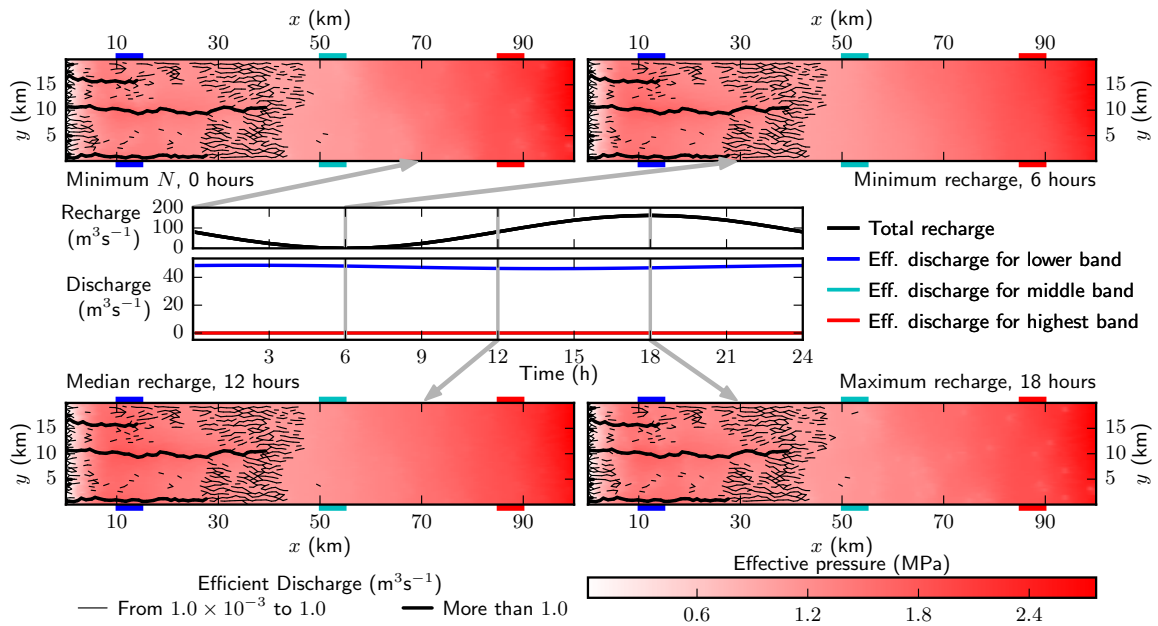 x (km) x (km)
10 30 50 70 90 10 30 50 70 90
y (km) 15 10 5 15 10 5 y (km)
Minimum N, 0 hours Minimum recharge, 6 hours
Recharge (m³s⁻¹) 200 100 0
Discharge (m³s⁻¹) 40 20 0
3 6 9 12 15 18 21 24
Time (h)
Total recharge
Eff. discharge for lower band
Eff. discharge for middle band
Eff. discharge for highest band
Median recharge, 12 hours Maximum recharge, 18 hours
y (km) 15 10 5 15 10 5 y (km)
10 30 50 70 90 10 30 50 70 90
x (km) x (km)
Efficient Discharge (m³s⁻¹)
From 1.0 × 10⁻³ to 1.0 More than 1.0
Effective pressure (MPa)
0.6 1.2 1.8 2.4